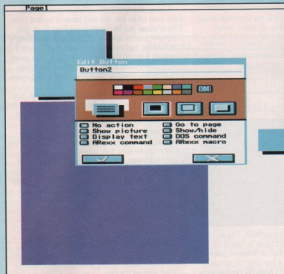 Page1
Edit Button
Button2
ON
No action
Go to page
Show picture
Show/hide
Display text
DOS command
ARexx command
ARexx macro